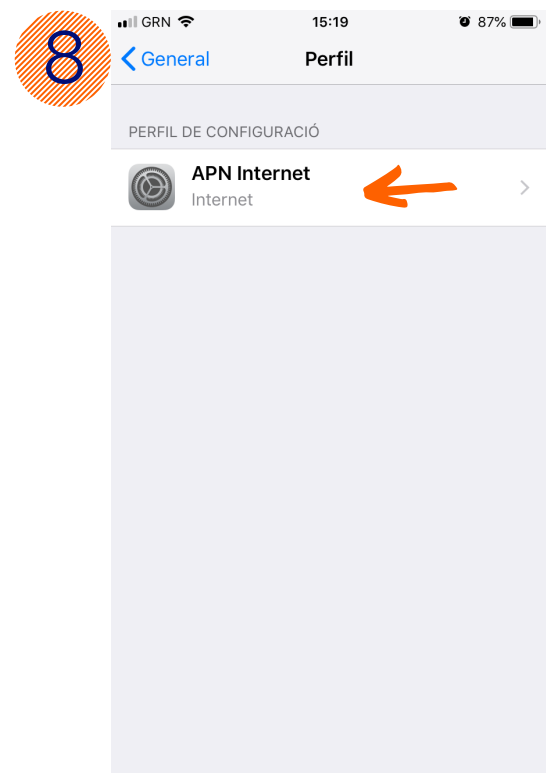 8
GRN 15:19 87%
General Perfil
PERFIL DE CONFIGURACIÓ
APN Internet
Internet